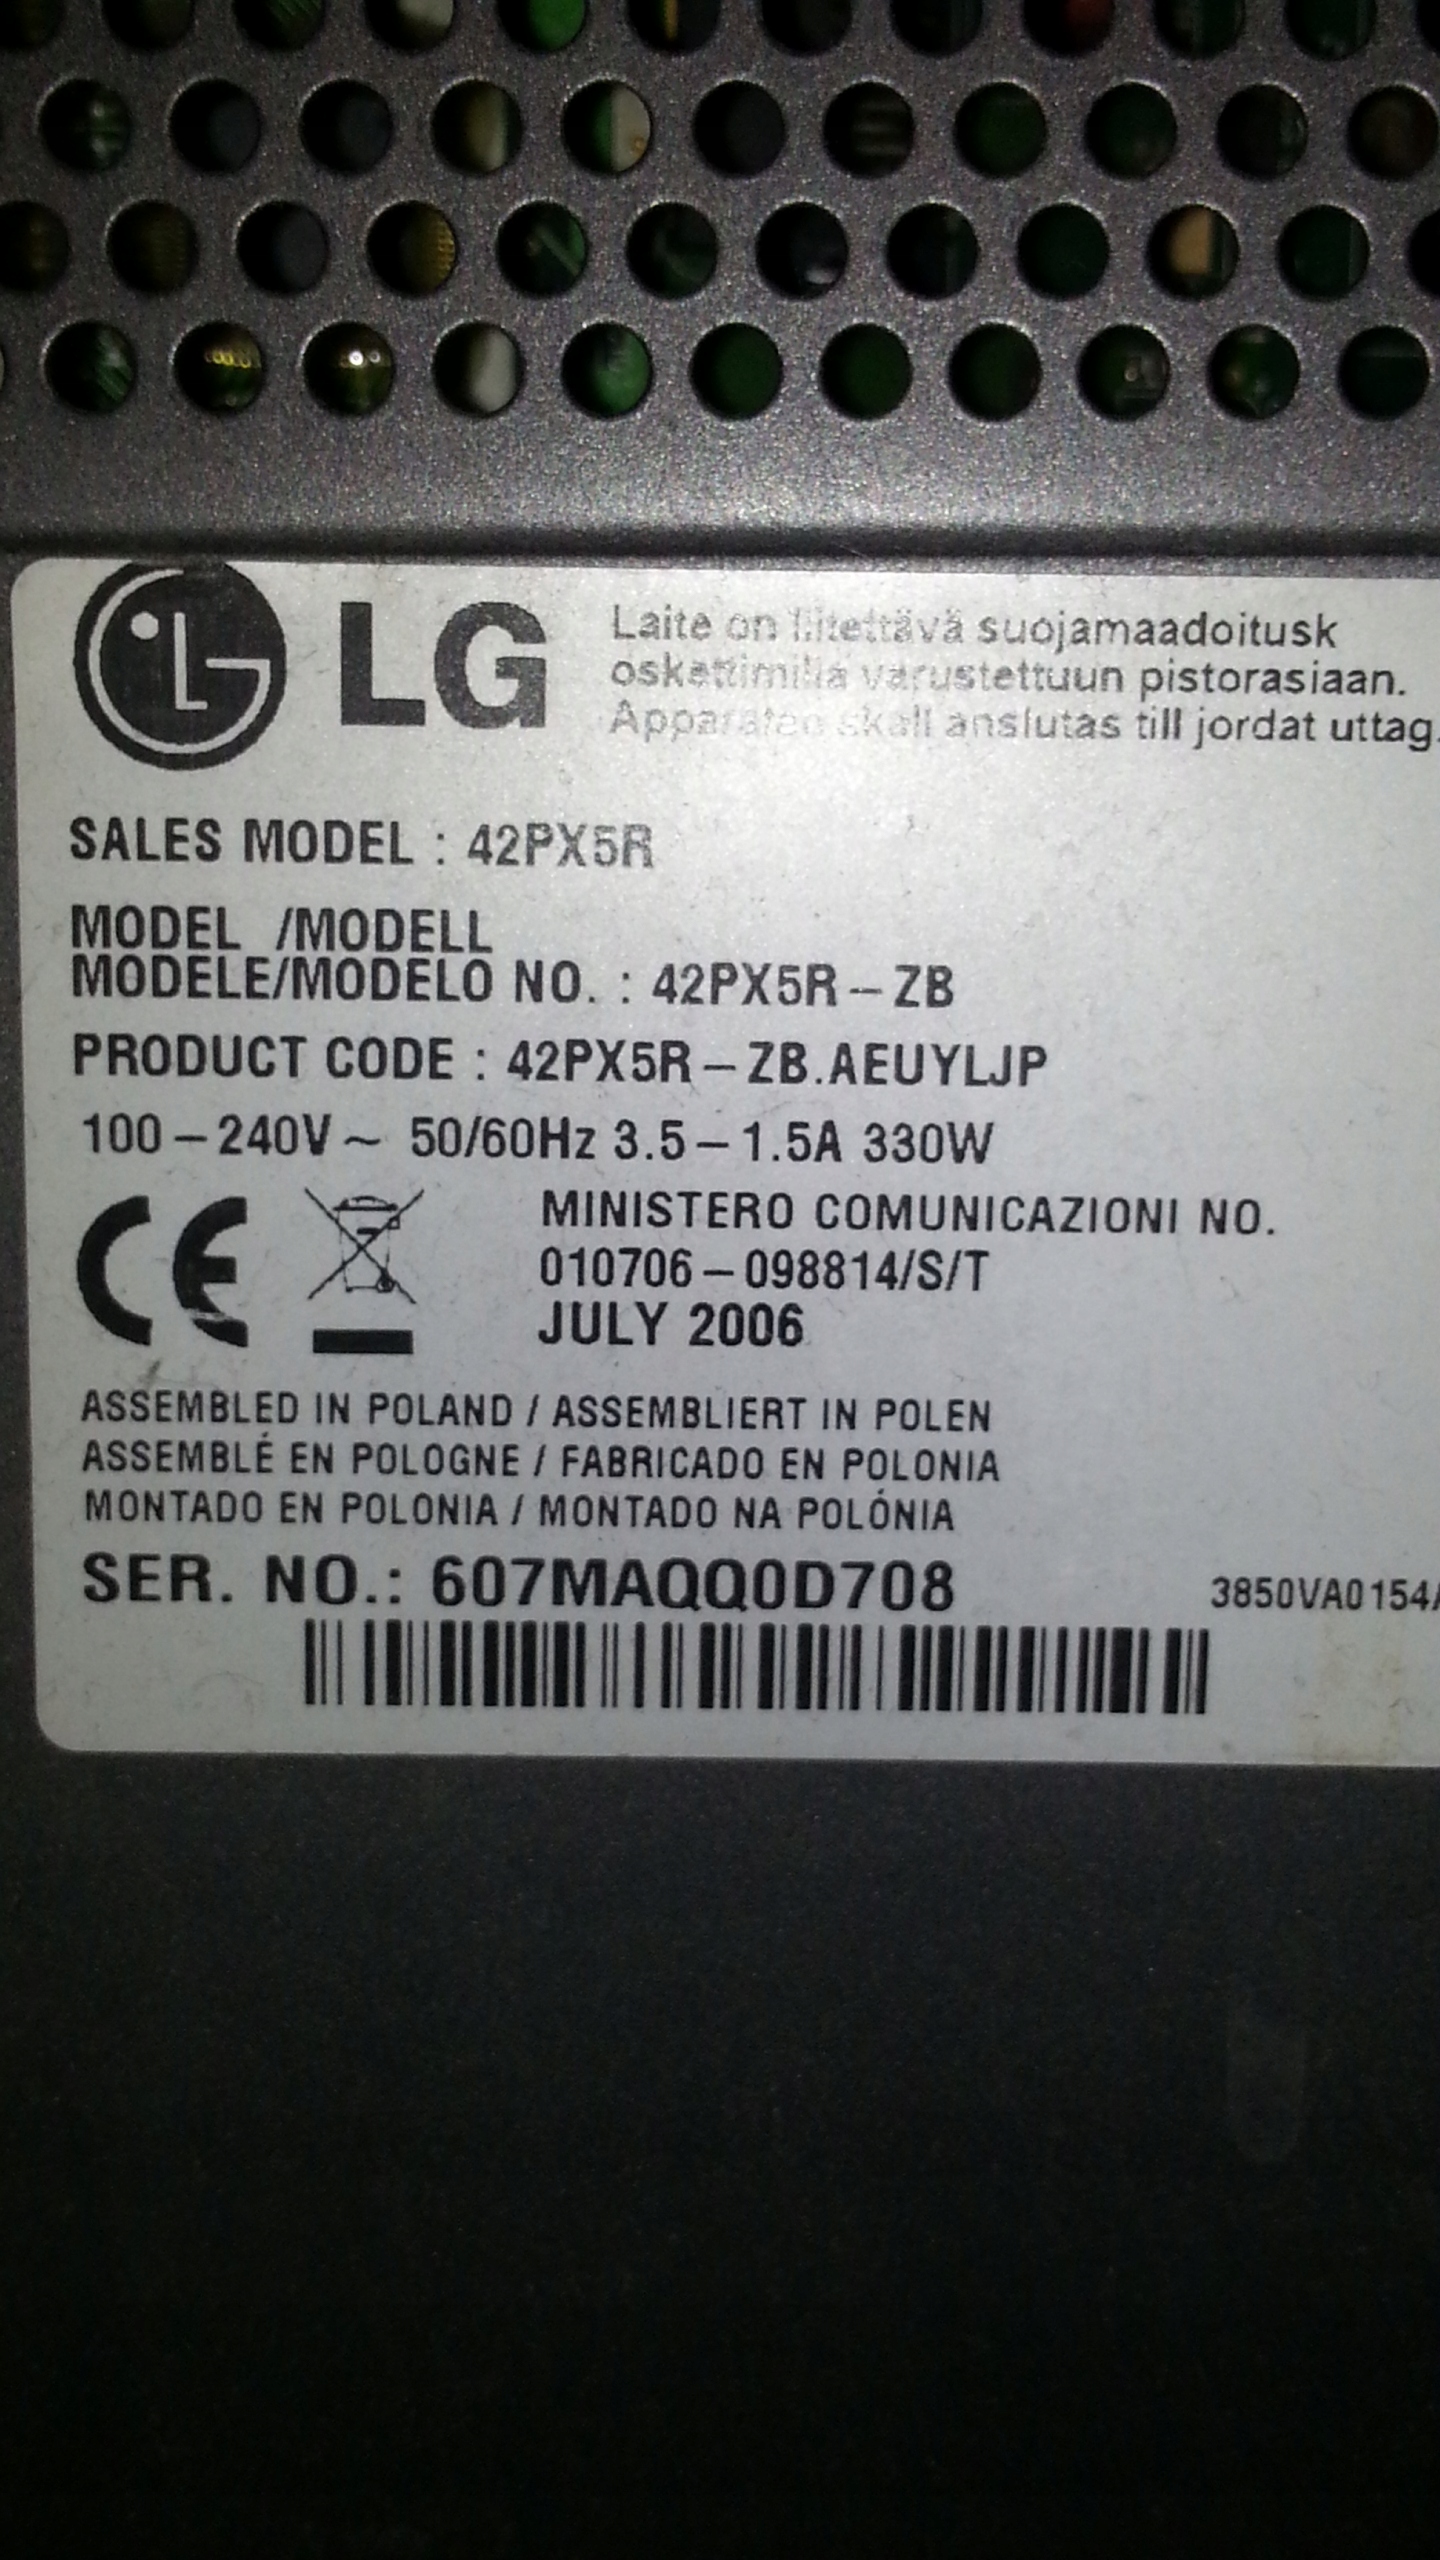 LG Laite on liitettävä suojamaadoitusk
oskettimilla varustettuun pistorasiaan.
Apparaten skall anslutas till jordat uttag.
SALES MODEL : 42PX5R
MODEL /MODELL
MODELE/MODELO NO. : 42PX5R-ZB
PRODUCT CODE : 42PX5R-ZB.AEUYLJP
100-240V~ 50/60Hz 3.5-1.5A 330W
CE
MINISTERO COMUNICAZIONI NO.
010706-098814/S/T
JULY 2006
ASSEMBLED IN POLAND / ASSEMBLIERT IN POLEN
ASSEMBLÉ EN POLOGNE / FABRICADO EN POLONIA
MONTADO EN POLONIA / MONTADO NA POLÓNIA
SER. NO.: 607MAQQ0D708
3850VA0154A